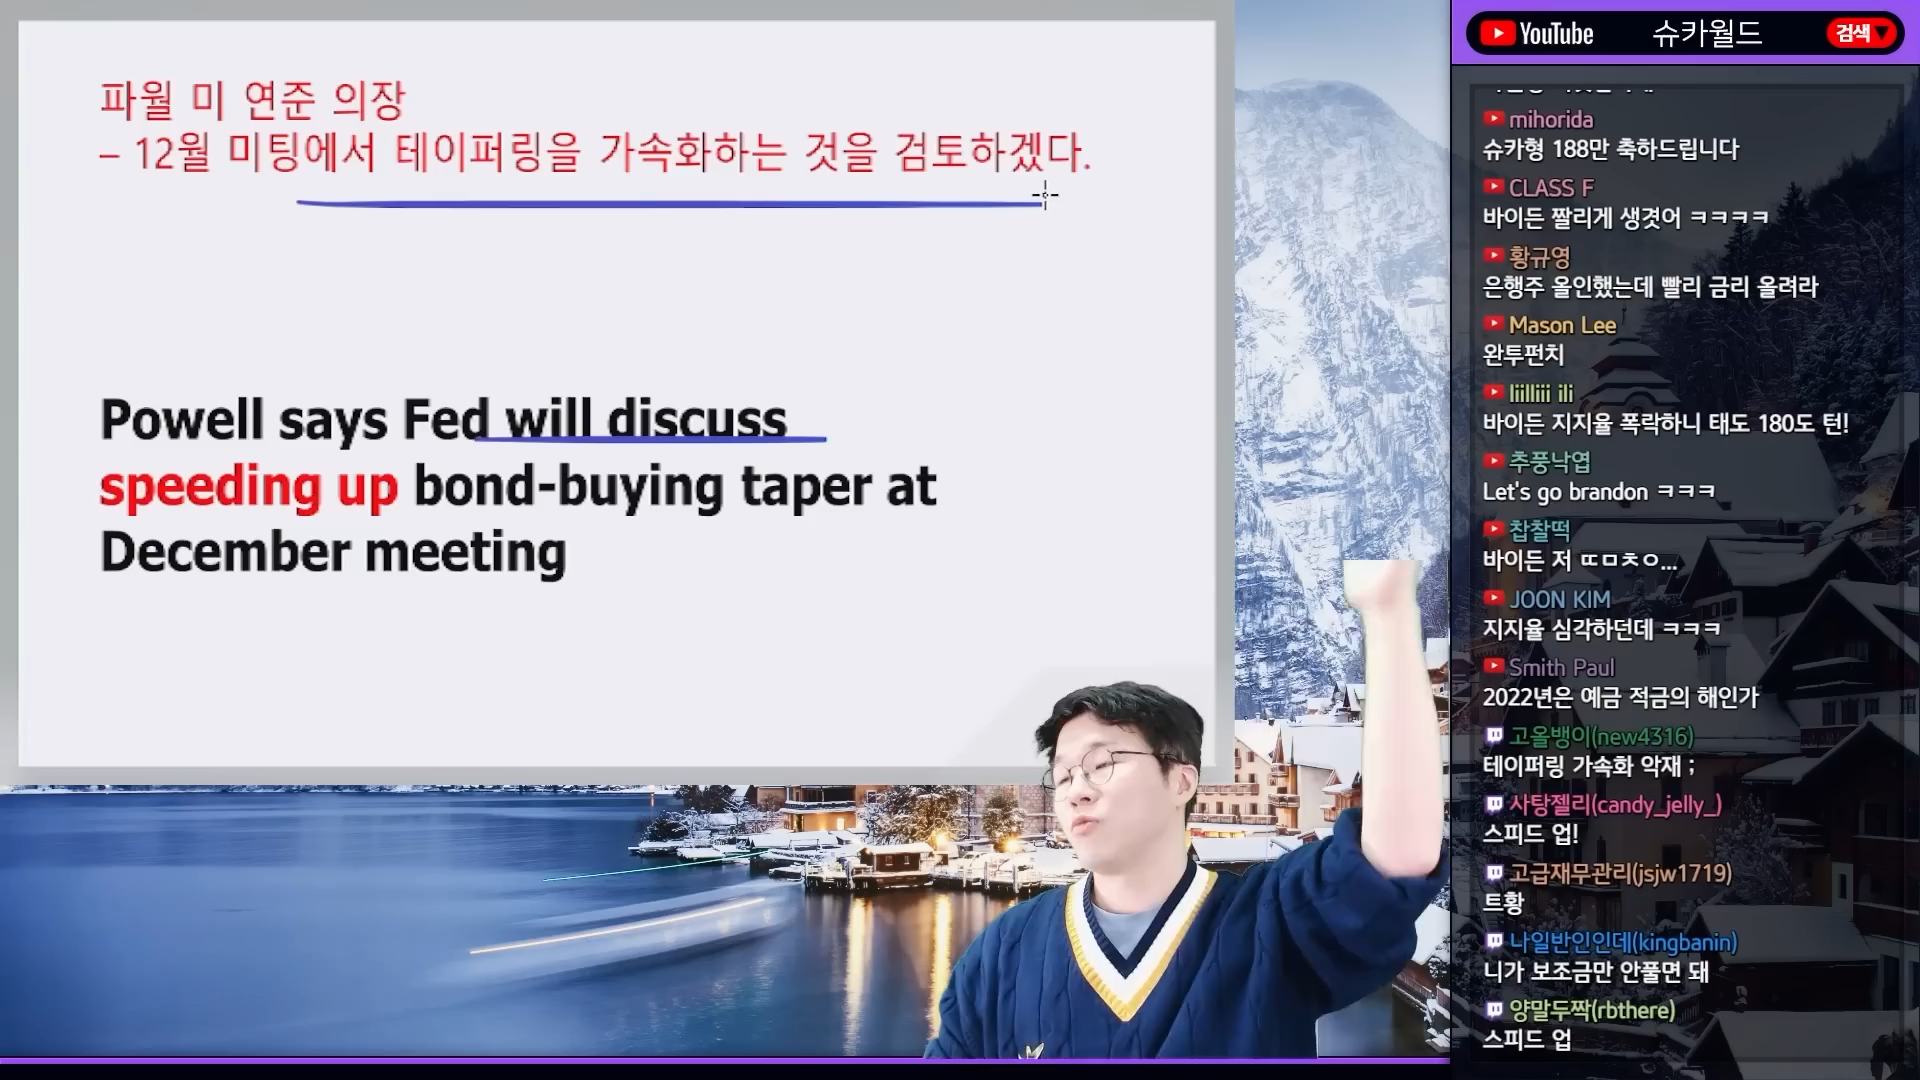 파월 미 연준 의장
– 12월 미팅에서 테이퍼링을 가속화하는 것을 검토하겠다.
Powell says Fed will discuss
speeding up bond-buying taper at
December meeting
YouTube 슈카월드 검색
mihorida
슈카형 188만 축하드립니다
CLASS F
바이든 짤리게 생겻어 ㅋㅋㅋㅋ
황규영
은행주 올인했는데 빨리 금리 올려라
Mason Lee
완투펀치
liilliii ili
바이든 지지율 폭락하니 태도 180도 턴!
추풍낙엽
Let's go brandon ㅋㅋㅋ
찹찰떡
바이든 저 ㄸㅁㅊㅇ...
JOON KIM
지지율 심각하던데 ㅋㅋㅋ
Smith Paul
2022년은 예금 적금의 해인가
고올뱅이(new4316)
테이퍼링 가속화 악재 ;
사탕젤리(candy_jelly_)
스피드 업!
고급재무관리(jsjw1719)
트황
나일반인인데(kingbanin)
니가 보조금만 안풀면 돼
양말두짝(rbthere)
스피드 업